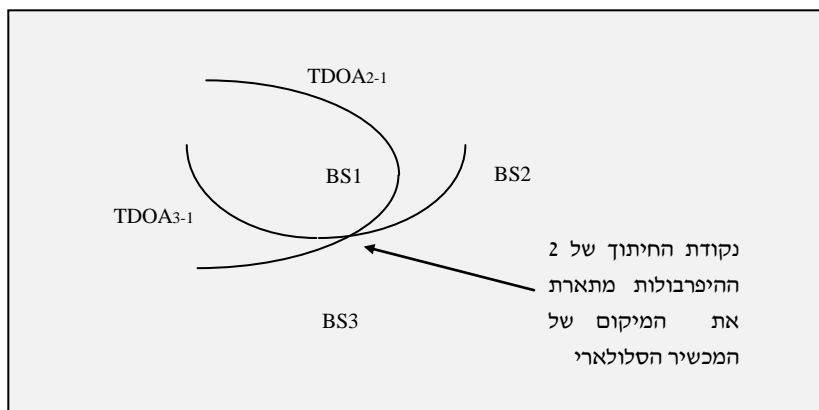 TDOA2-1
BS1
BS2
TDOA3-1
נקודת החיתוך של 2
ההיפרבולות מתארת
את המיקום של
המכשיר הסלולארי
BS3